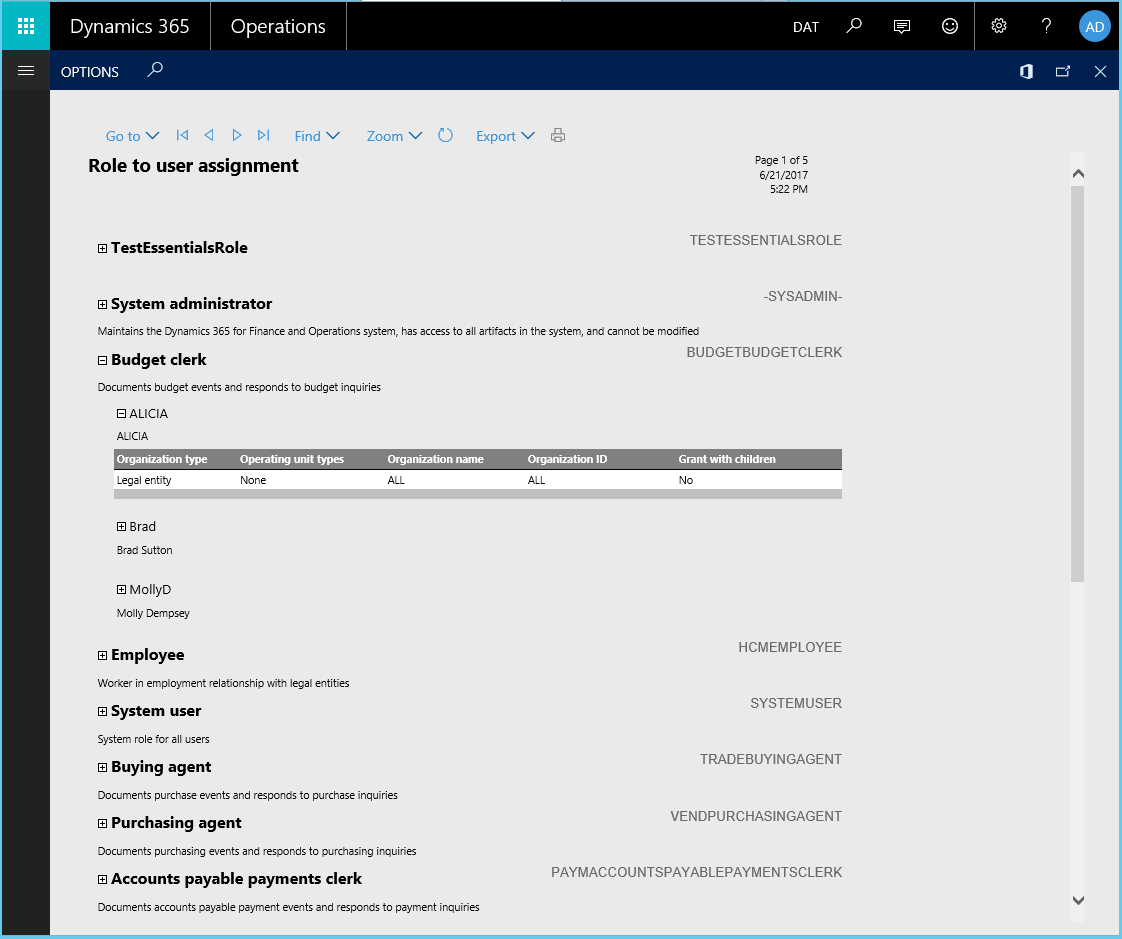 Dynamics 365 Operations DAT ? AD
OPTIONS
Go to Find Zoom Export
Role to user assignment
Page 1 of 5
6/21/2017
5:22 PM
TestEssentialsRole TESTESSENTIALSROLE
System administrator -SYSADMIN-
Maintains the Dynamics 365 for Finance and Operations system, has access to all artifacts in the system, and cannot be modified
Budget clerk BUDGETBUDGETCLERK
Documents budget events and responds to budget inquiries
ALICIA
ALICIA
Organization type Operating unit types Organization name Organization ID Grant with children
Legal entity None ALL ALL No
Brad
Brad Sutton
MollyD
Molly Dempsey
Employee HCMEMPLOYEE
Worker in employment relationship with legal entities
System user SYSTEMUSER
System role for all users
Buying agent TRADEBUYINGAGENT
Documents purchase events and responds to purchase inquiries
Purchasing agent VENDPURCHASINGAGENT
Documents purchasing events and responds to purchasing inquiries
Accounts payable payments clerk PAYMACCOUNTSPAYABLEPAYMENTSCLERK
Documents accounts payable payment events and responds to payment inquiries